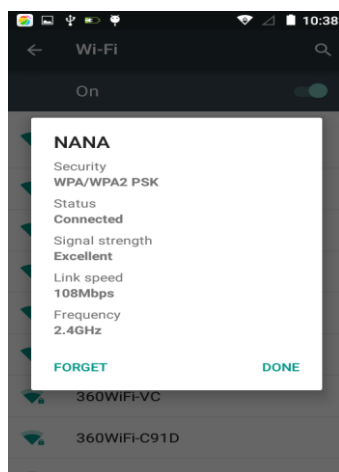 10:38
Wi-Fi
On
NANA
Security
WPA/WPA2 PSK
Status
Connected
Signal strength
Excellent
Link speed
108Mbps
Frequency
2.4GHz
FORGET DONE
360WiFi-VC
360WiFi-C91D